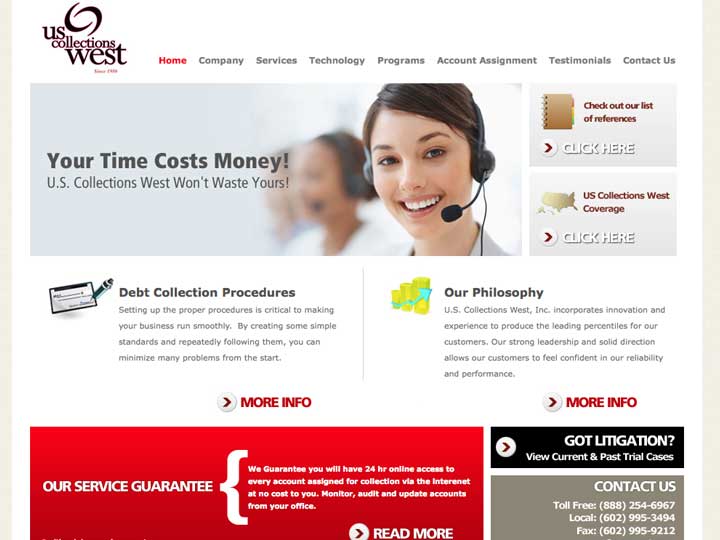 us
collections
west
Since 1986
Home Company Services Technology Programs Account Assignment Testimonials Contact Us
Your Time Costs Money!
U.S. Collections West Won't Waste Yours!
Check out our list
of references
CLICK HERE
US Collections West
Coverage
CLICK HERE
Debt Collection Procedures
Setting up the proper procedures is critical to making
your business run smoothly. By creating some simple
standards and repeatedly following them, you can
minimize many problems from the start.
MORE INFO
Our Philosophy
U.S. Collections West, Inc. incorporates innovation and
experience to produce the leading percentiles for our
customers. Our strong leadership and solid direction
allows our customers to feel confident in our reliability
and performance.
MORE INFO
OUR SERVICE GUARANTEE
We Guarantee you will have 24 hr online access to
every account assigned for collection via the internet
at no cost to you. Monitor, audit and update accounts
from your office.
READ MORE
GOT LITIGATION?
View Current & Past Trial Cases
CONTACT US
Toll Free: (888) 254-6967
Local: (602) 995-3494
Fax: (602) 995-9212